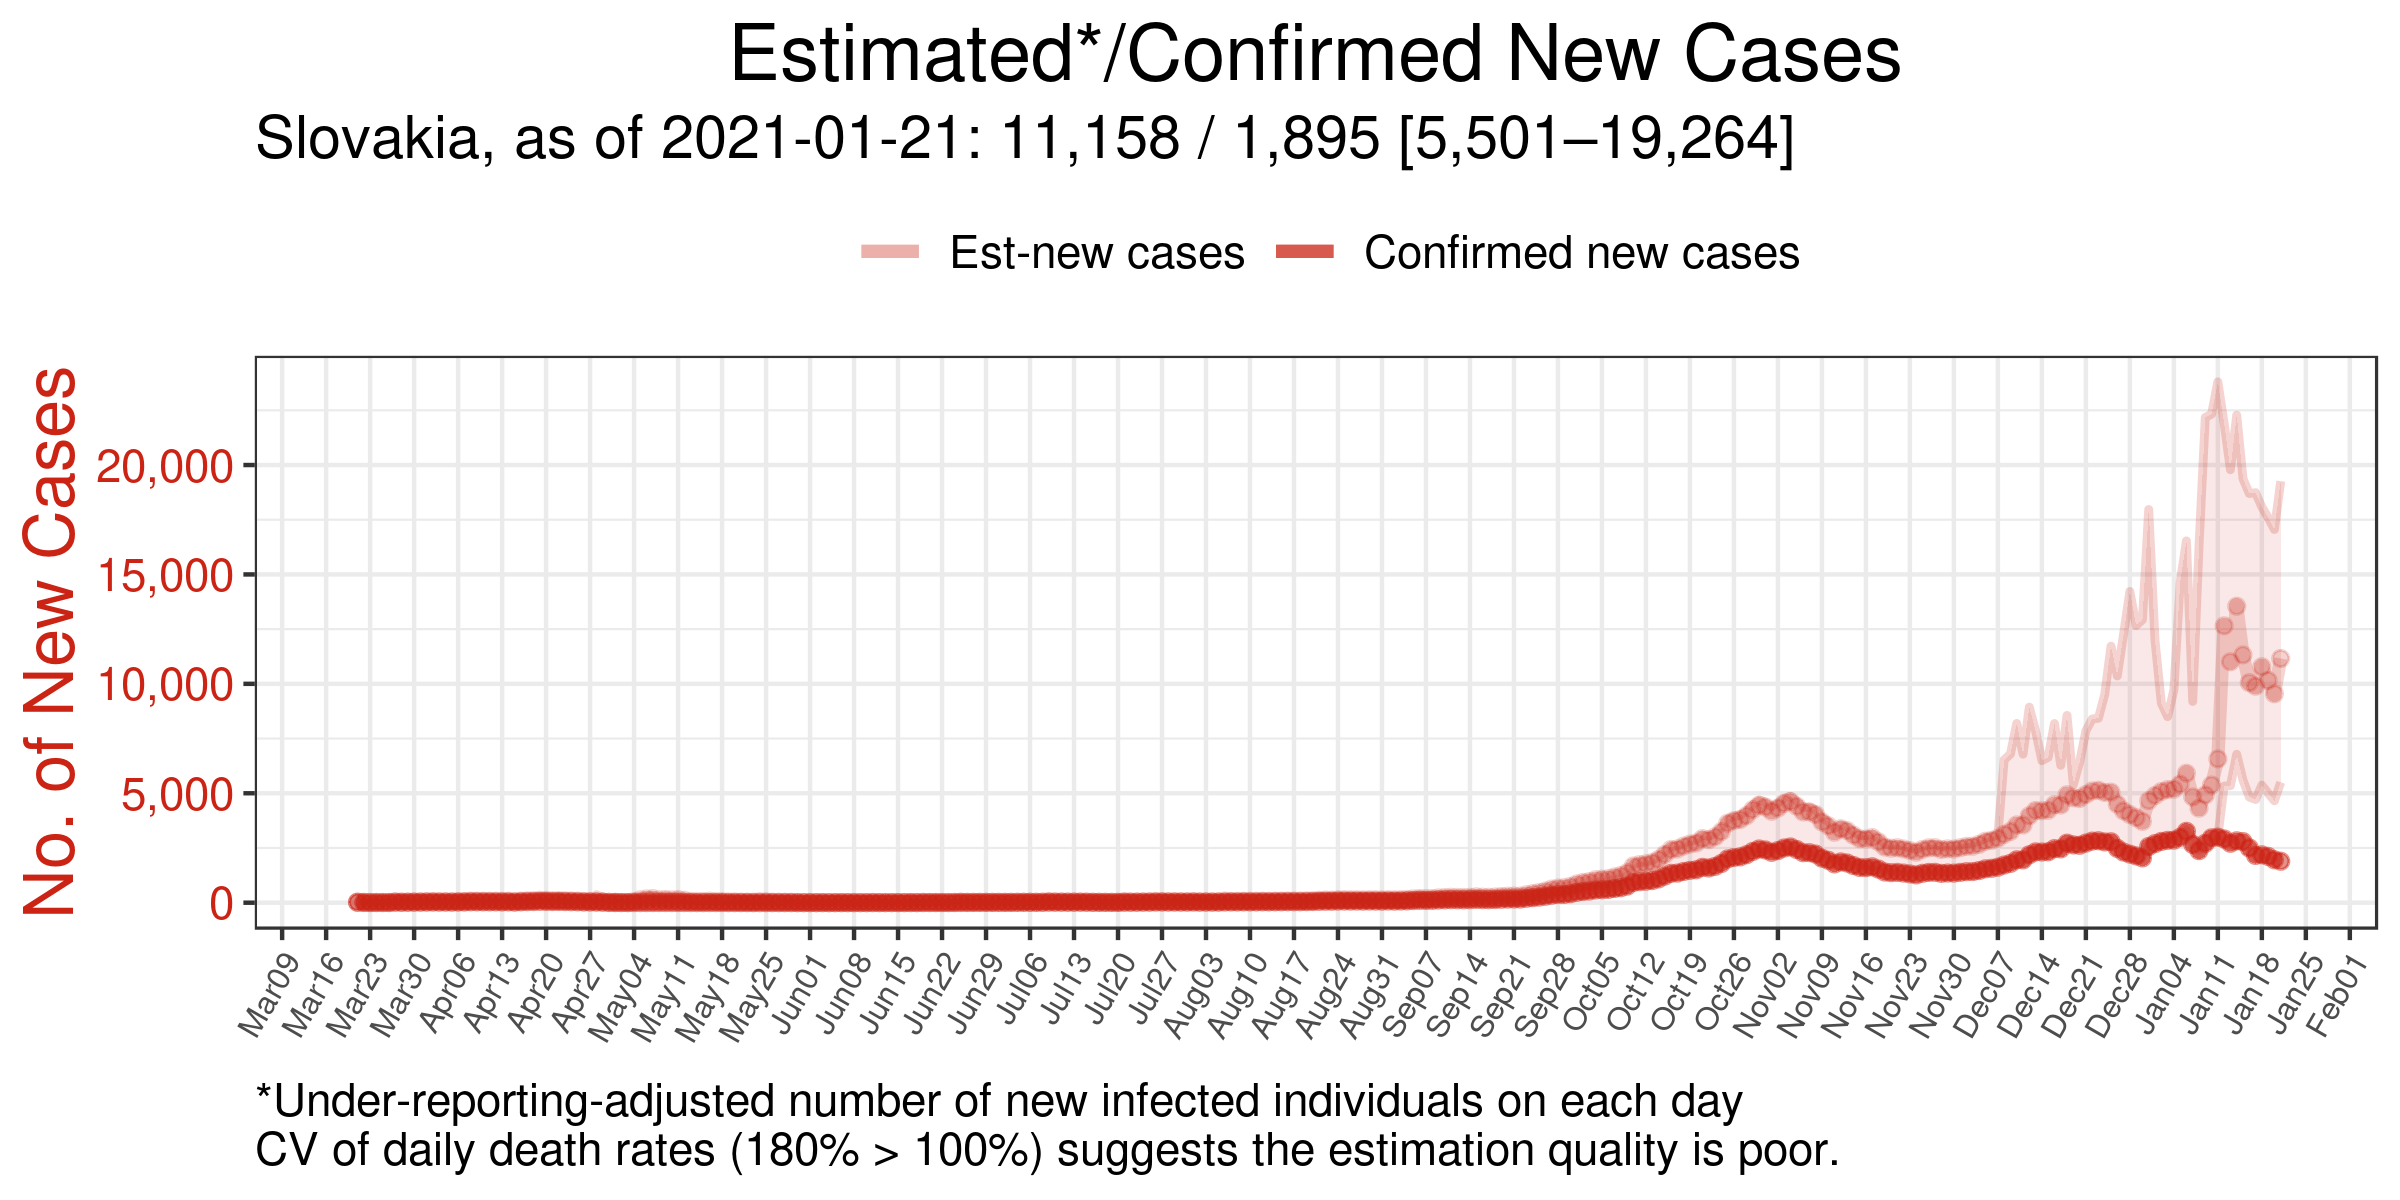 Estimated*/Confirmed New Cases
Slovakia, as of 2021-01-21: 11,158 / 1,895 [5,501–19,264]
Est-new cases
Confirmed new cases
No. of New Cases
20,000
15,000
10,000
5,000
0
Mar09
Mar16
Mar23
Mar30
Apr06
Apr13
Apr20
Apr27
May04
May11
May18
May25
Jun01
Jun08
Jun15
Jun22
Jun29
Jul06
Jul13
Jul20
Jul27
Aug03
Aug10
Aug17
Aug24
Aug31
Sep07
Sep14
Sep21
Sep28
Oct05
Oct12
Oct19
Oct26
Nov02
Nov09
Nov16
Nov23
Nov30
Dec07
Dec14
Dec21
Dec28
Jan04
Jan11
Jan18
Jan25
Feb01
*Under-reporting-adjusted number of new infected individuals on each day
CV of daily death rates (180% > 100%) suggests the estimation quality is poor.